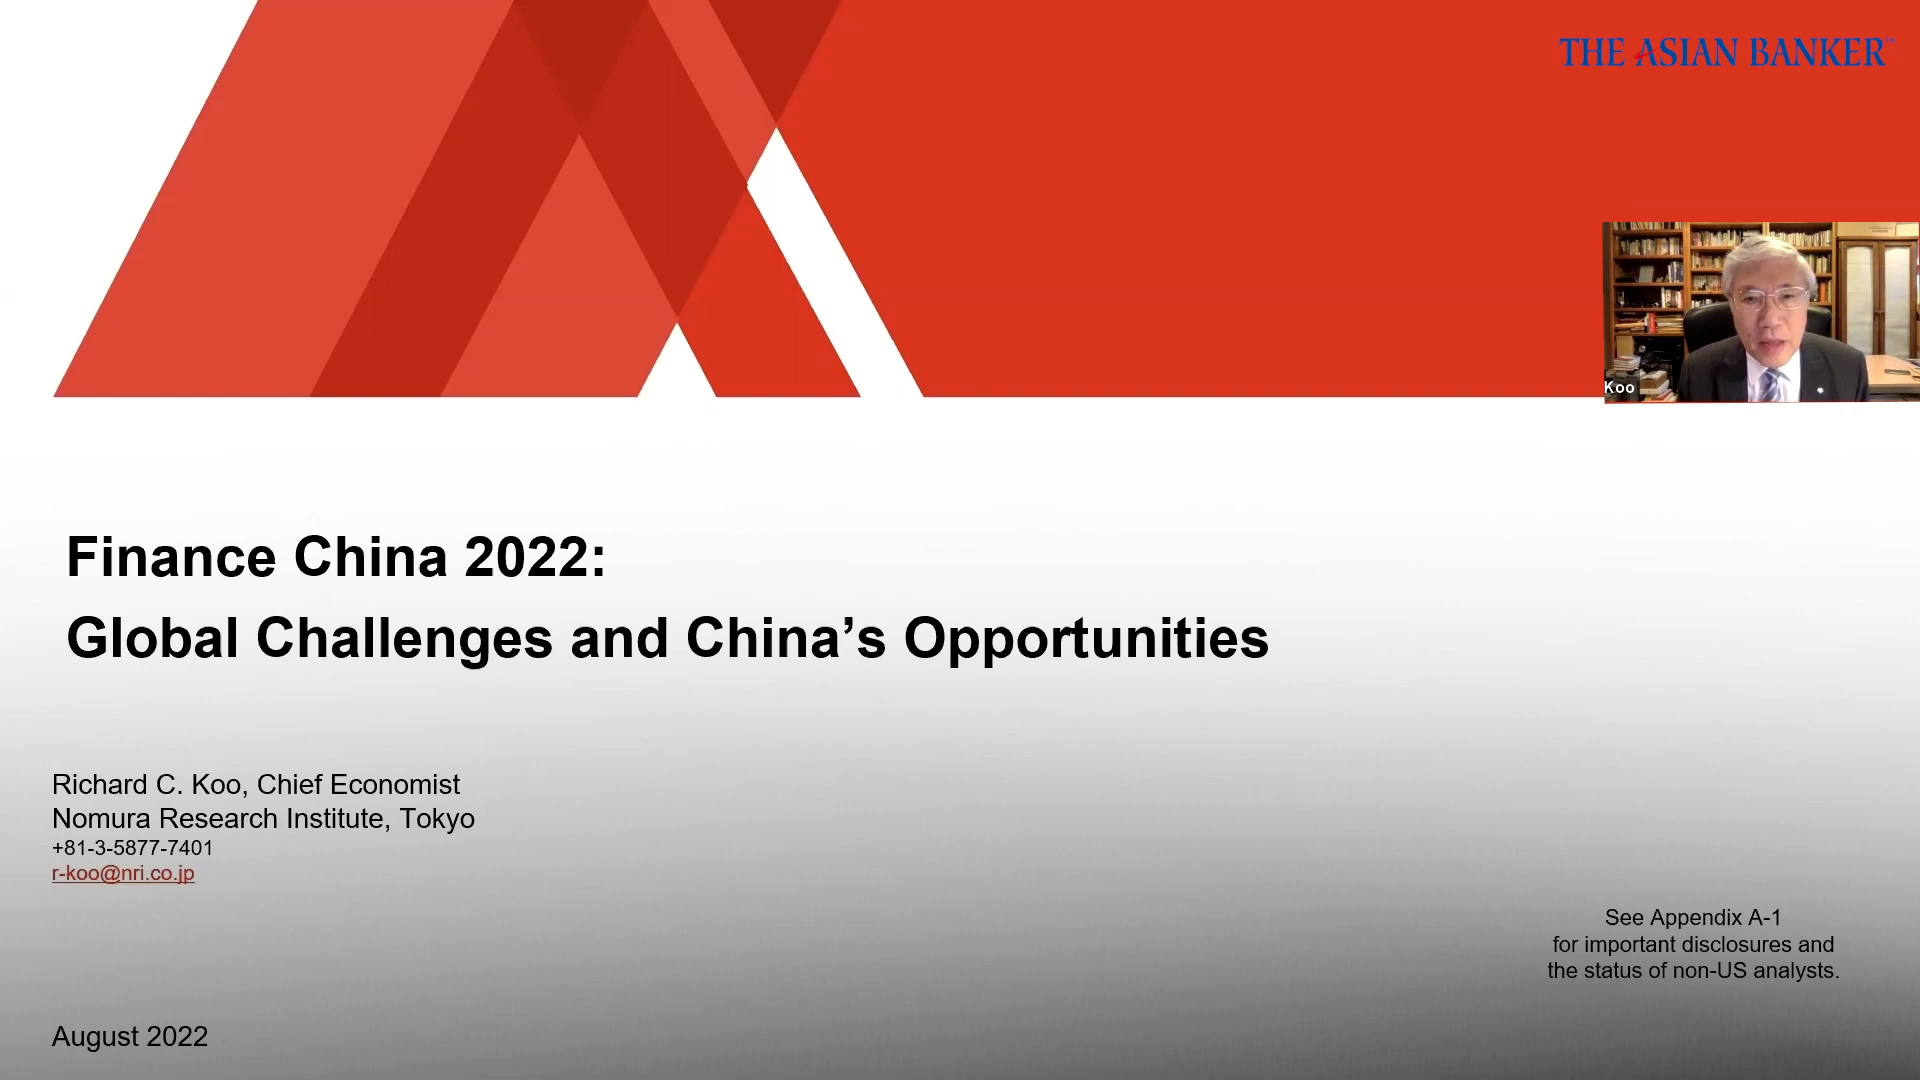 THE ASIAN BANKER
Koo
Finance China 2022:
Global Challenges and China’s Opportunities
Richard C. Koo, Chief Economist
Nomura Research Institute, Tokyo
+81-3-5877-7401
r-koo@nri.co.jp
See Appendix A-1
for important disclosures and
the status of non-US analysts.
August 2022